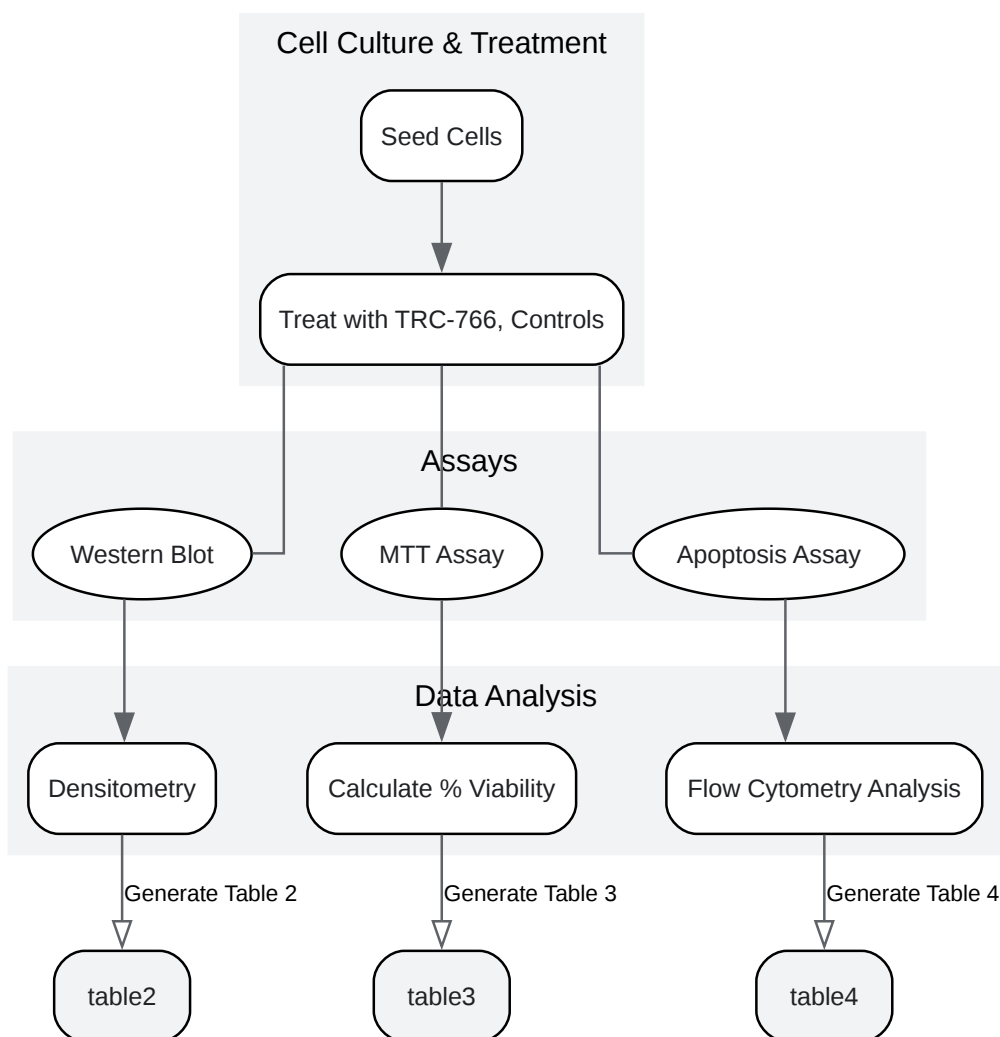 Cell Culture & Treatment
Seed Cells
Treat with TRC-766, Controls
Assays
Western Blot
MTT Assay
Apoptosis Assay
Data Analysis
Densitometry
Calculate % Viability
Flow Cytometry Analysis
Generate Table 2
Generate Table 3
Generate Table 4
table2
table3
table4